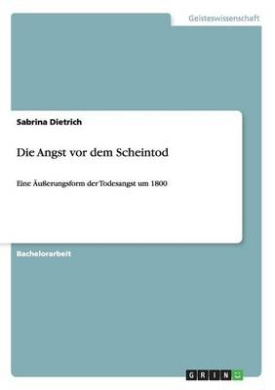 Geisteswissenschaft
Sabrina Dietrich
Die Angst vor dem Scheintod
Eine Äußerungsform der Todesangst um 1800
Bachelorarbeit
GRIN